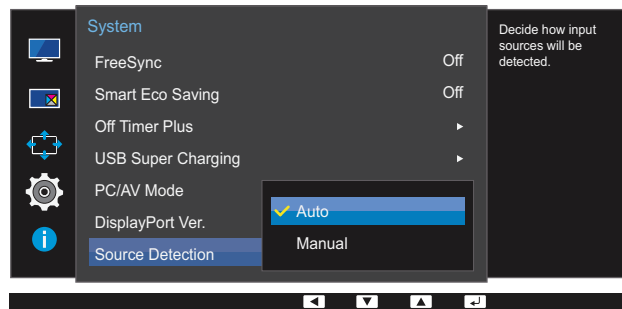 System
FreeSync Off
Smart Eco Saving Off
Off Timer Plus
USB Super Charging
PC/AV Mode
DisplayPort Ver.
Source Detection
Auto
Manual
Decide how input
sources will be
detected.